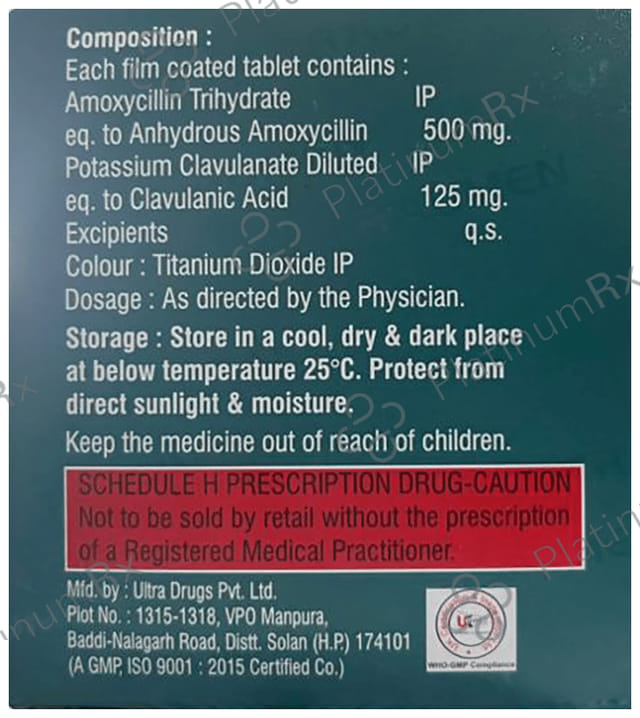 Composition :
Each film coated tablet contains :
Amoxycillin Trihydrate IP
eq. to Anhydrous Amoxycillin 500 mg.
Potassium Clavulanate Diluted IP
eq. to Clavulanic Acid 125 mg.
Excipients q.s.
Colour : Titanium Dioxide IP
Dosage : As directed by the Physician.
Storage : Store in a cool, dry & dark place
at below temperature 25°C. Protect from
direct sunlight & moisture.
Keep the medicine out of reach of children.
SCHEDULE H PRESCRIPTION DRUG-CAUTION
Not to be sold by retail without the prescription
of a Registered Medical Practitioner.
Mfd. by : Ultra Drugs Pvt. Ltd.
Plot No. : 1315-1318, VPO Manpura,
Baddi-Nalagarh Road, Distt. Solan (H.P.) 174101
(A GMP, ISO 9001 : 2015 Certified Co.)
WHO-GMP Compliance
PlatinumRx
PlatinumRx
PlatinumRx